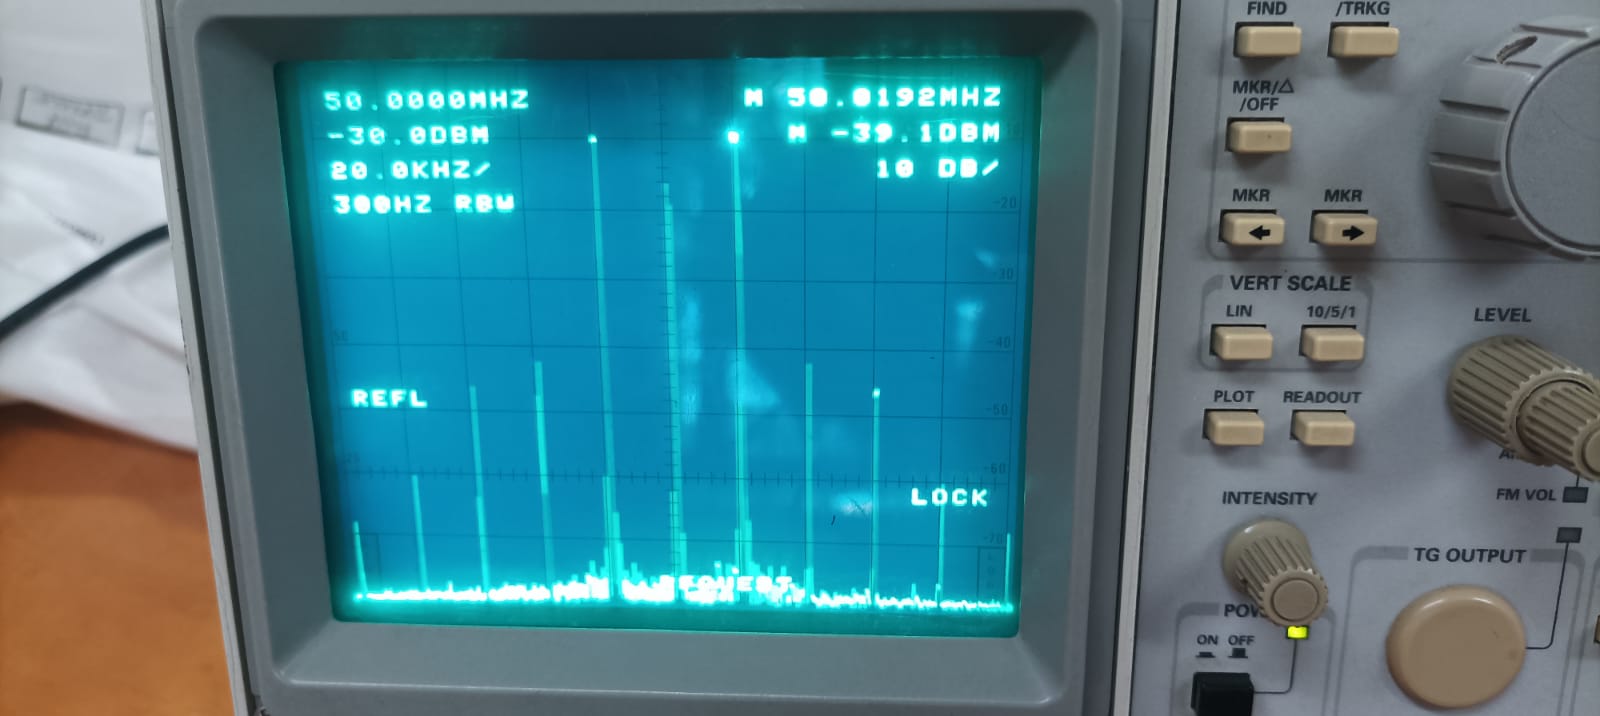 50.0000MHZ
M 50.0192MHZ
-30.0DBM
M -39.1DBM
20.0KHZ/
10 DB/
300HZ RBW
-20
-30
-40
-50
-60
-70
REFL
LOCK
FIND
/TRKG
MKR/△
/OFF
MKR
MKR
VERT SCALE
LIN
10/5/1
LEVEL
PLOT
READOUT
INTENSITY
FM VOL
TG OUTPUT
ON
OFF